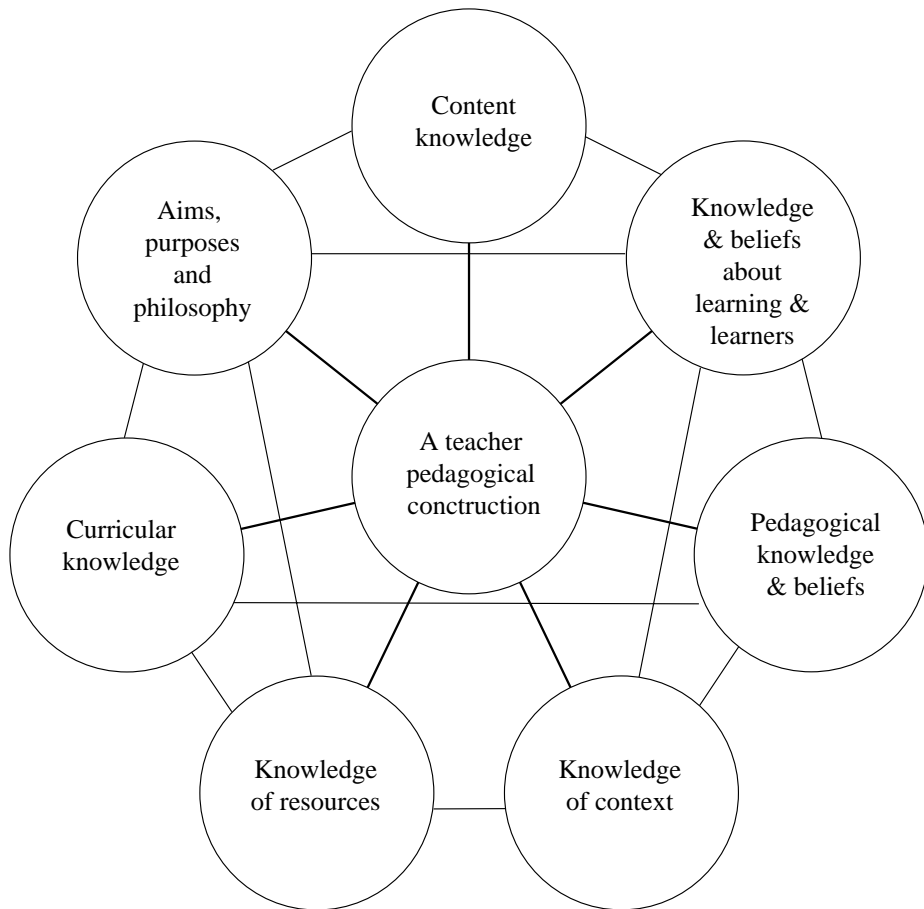 Content
knowledge
Aims,
purposes
and
philosophy
Knowledge
& beliefs
about
learning &
learners
A teacher
pedagogical
conctruction
Curricular
knowledge
Pedagogical
knowledge
& beliefs
Knowledge
of resources
Knowledge
of context